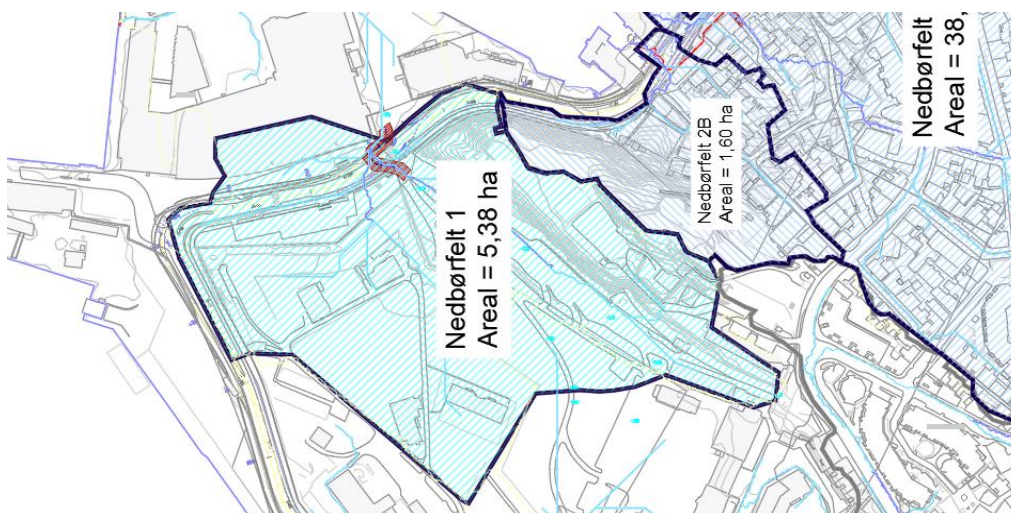 Nedbørfelt 1
Areal = 5,38 ha
Nedbørfelt 2B
Areal = 1,60 ha
Nedbørfelt
Areal = 38,